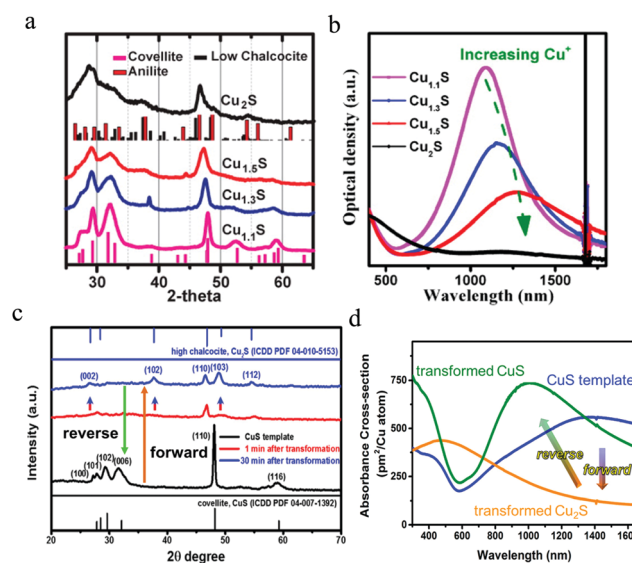 a
Covellite
Low Chalcocite
Anilite
Cu2S
Cu1.5S
Cu1.3S
Cu1.1S
30 40 50 60
2-theta
b
Optical density (a.u.)
Increasing Cu+
Cu1.1S
Cu1.3S
Cu1.5S
Cu2S
500 1000 1500
Wavelength (nm)
c
Intensity (a.u.)
high chalcocite, Cu2S (ICDD PDF 04-010-5153)
(002) (102) (110) (103) (112)
reverse
forward
(110)
CuS template
1 min after transformation
30 min after transformation
(100) (101) (102) (006) (116)
covellite, CuS (ICDD PDF 04-007-1392)
20 30 40 50 60 70
2θ degree
d
Absorbance Cross-section
(pm2/Cu atom)
750
500
250
0
transformed CuS
CuS template
reverse
forward
transformed Cu2S
400 600 800 1000 1200 1400 1600
Wavelength (nm)